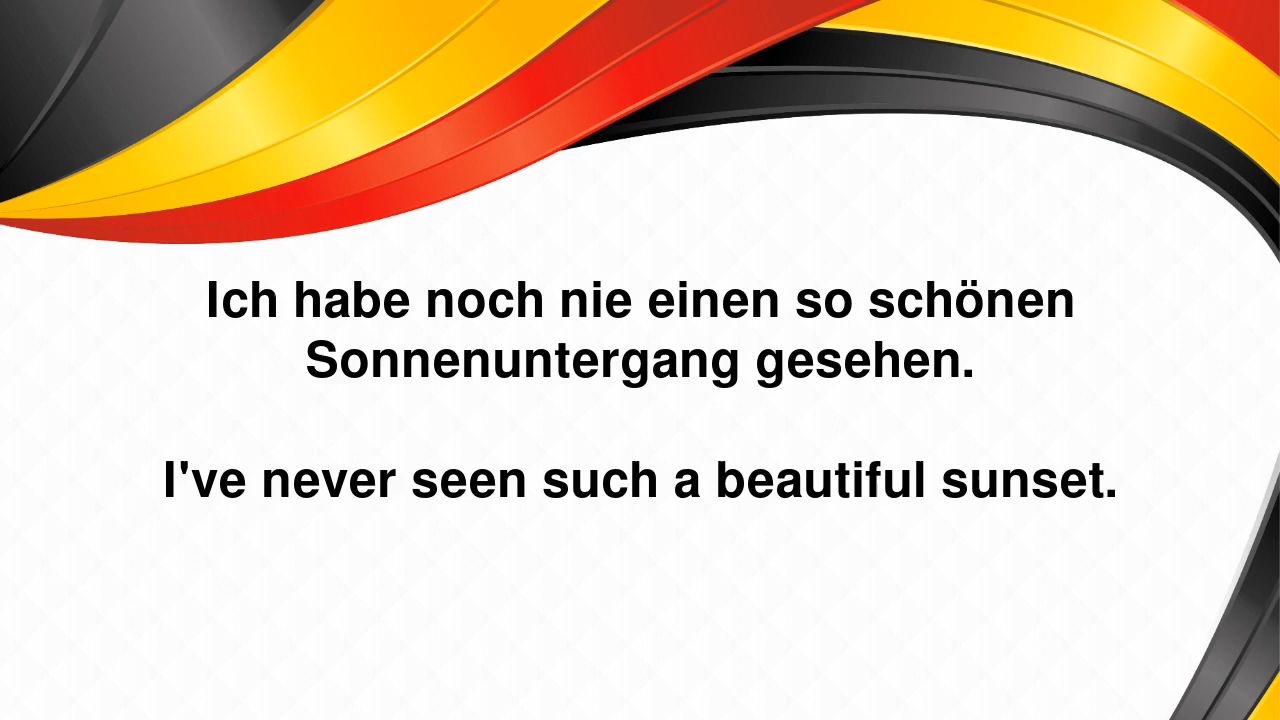 Ich habe noch nie einen so schönen
Sonnenuntergang gesehen.
I've never seen such a beautiful sunset.